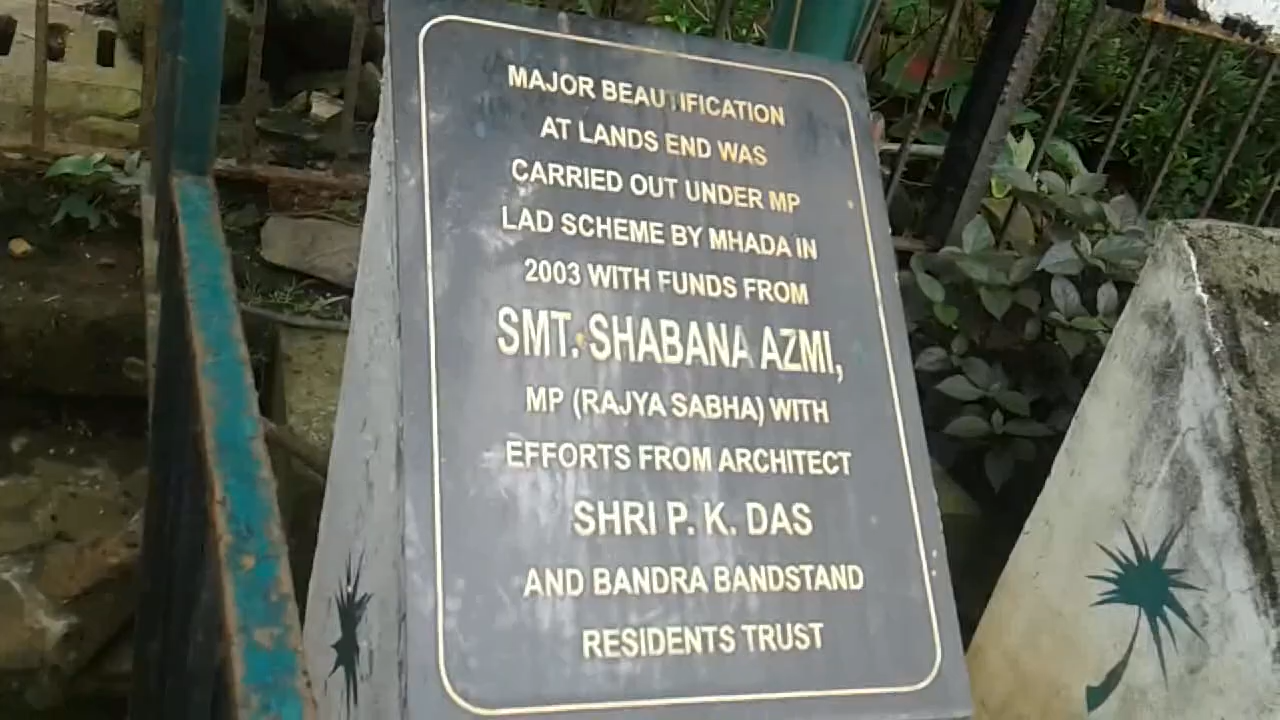 MAJOR BEAUTIFICATION
AT LANDS END WAS
CARRIED OUT UNDER MP
LAD SCHEME BY MHADA IN
2003 WITH FUNDS FROM
SMT. SHABANA AZMI,
MP (RAJYA SABHA) WITH
EFFORTS FROM ARCHITECT
SHRI P. K. DAS
AND BANDRA BANDSTAND
RESIDENTS TRUST